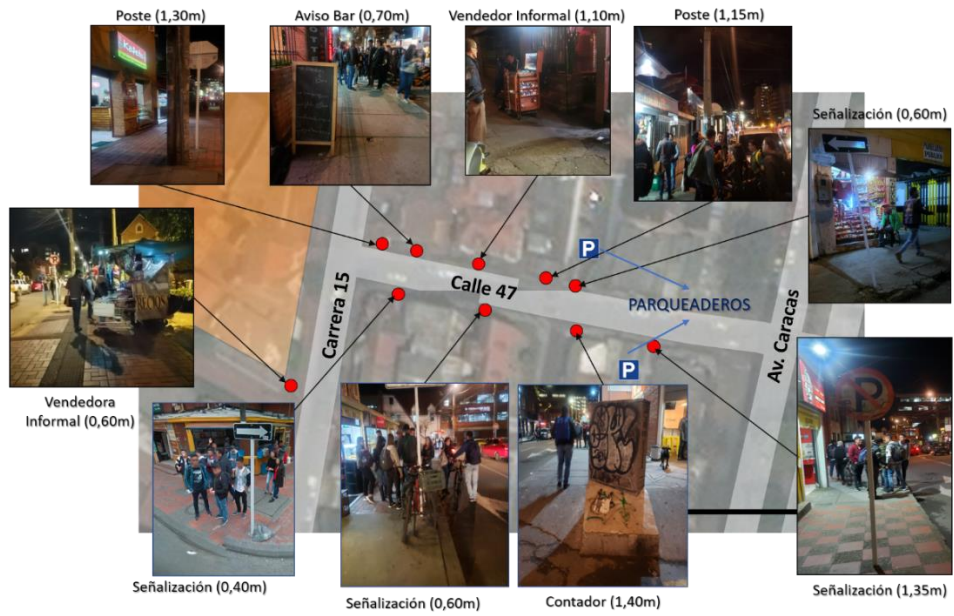 Poste (1,30m)
Aviso Bar (0,70m)
Vendedor Informal (1,10m)
Poste (1,15m)
Señalización (0,60m)
Calle 47
Carrera 15
Av. Caracas
P
PARQUEADEROS
P
Vendedora
Informal (0,60m)
Señalización (0,40m)
Señalización (0,60m)
Contador (1,40m)
Señalización (1,35m)